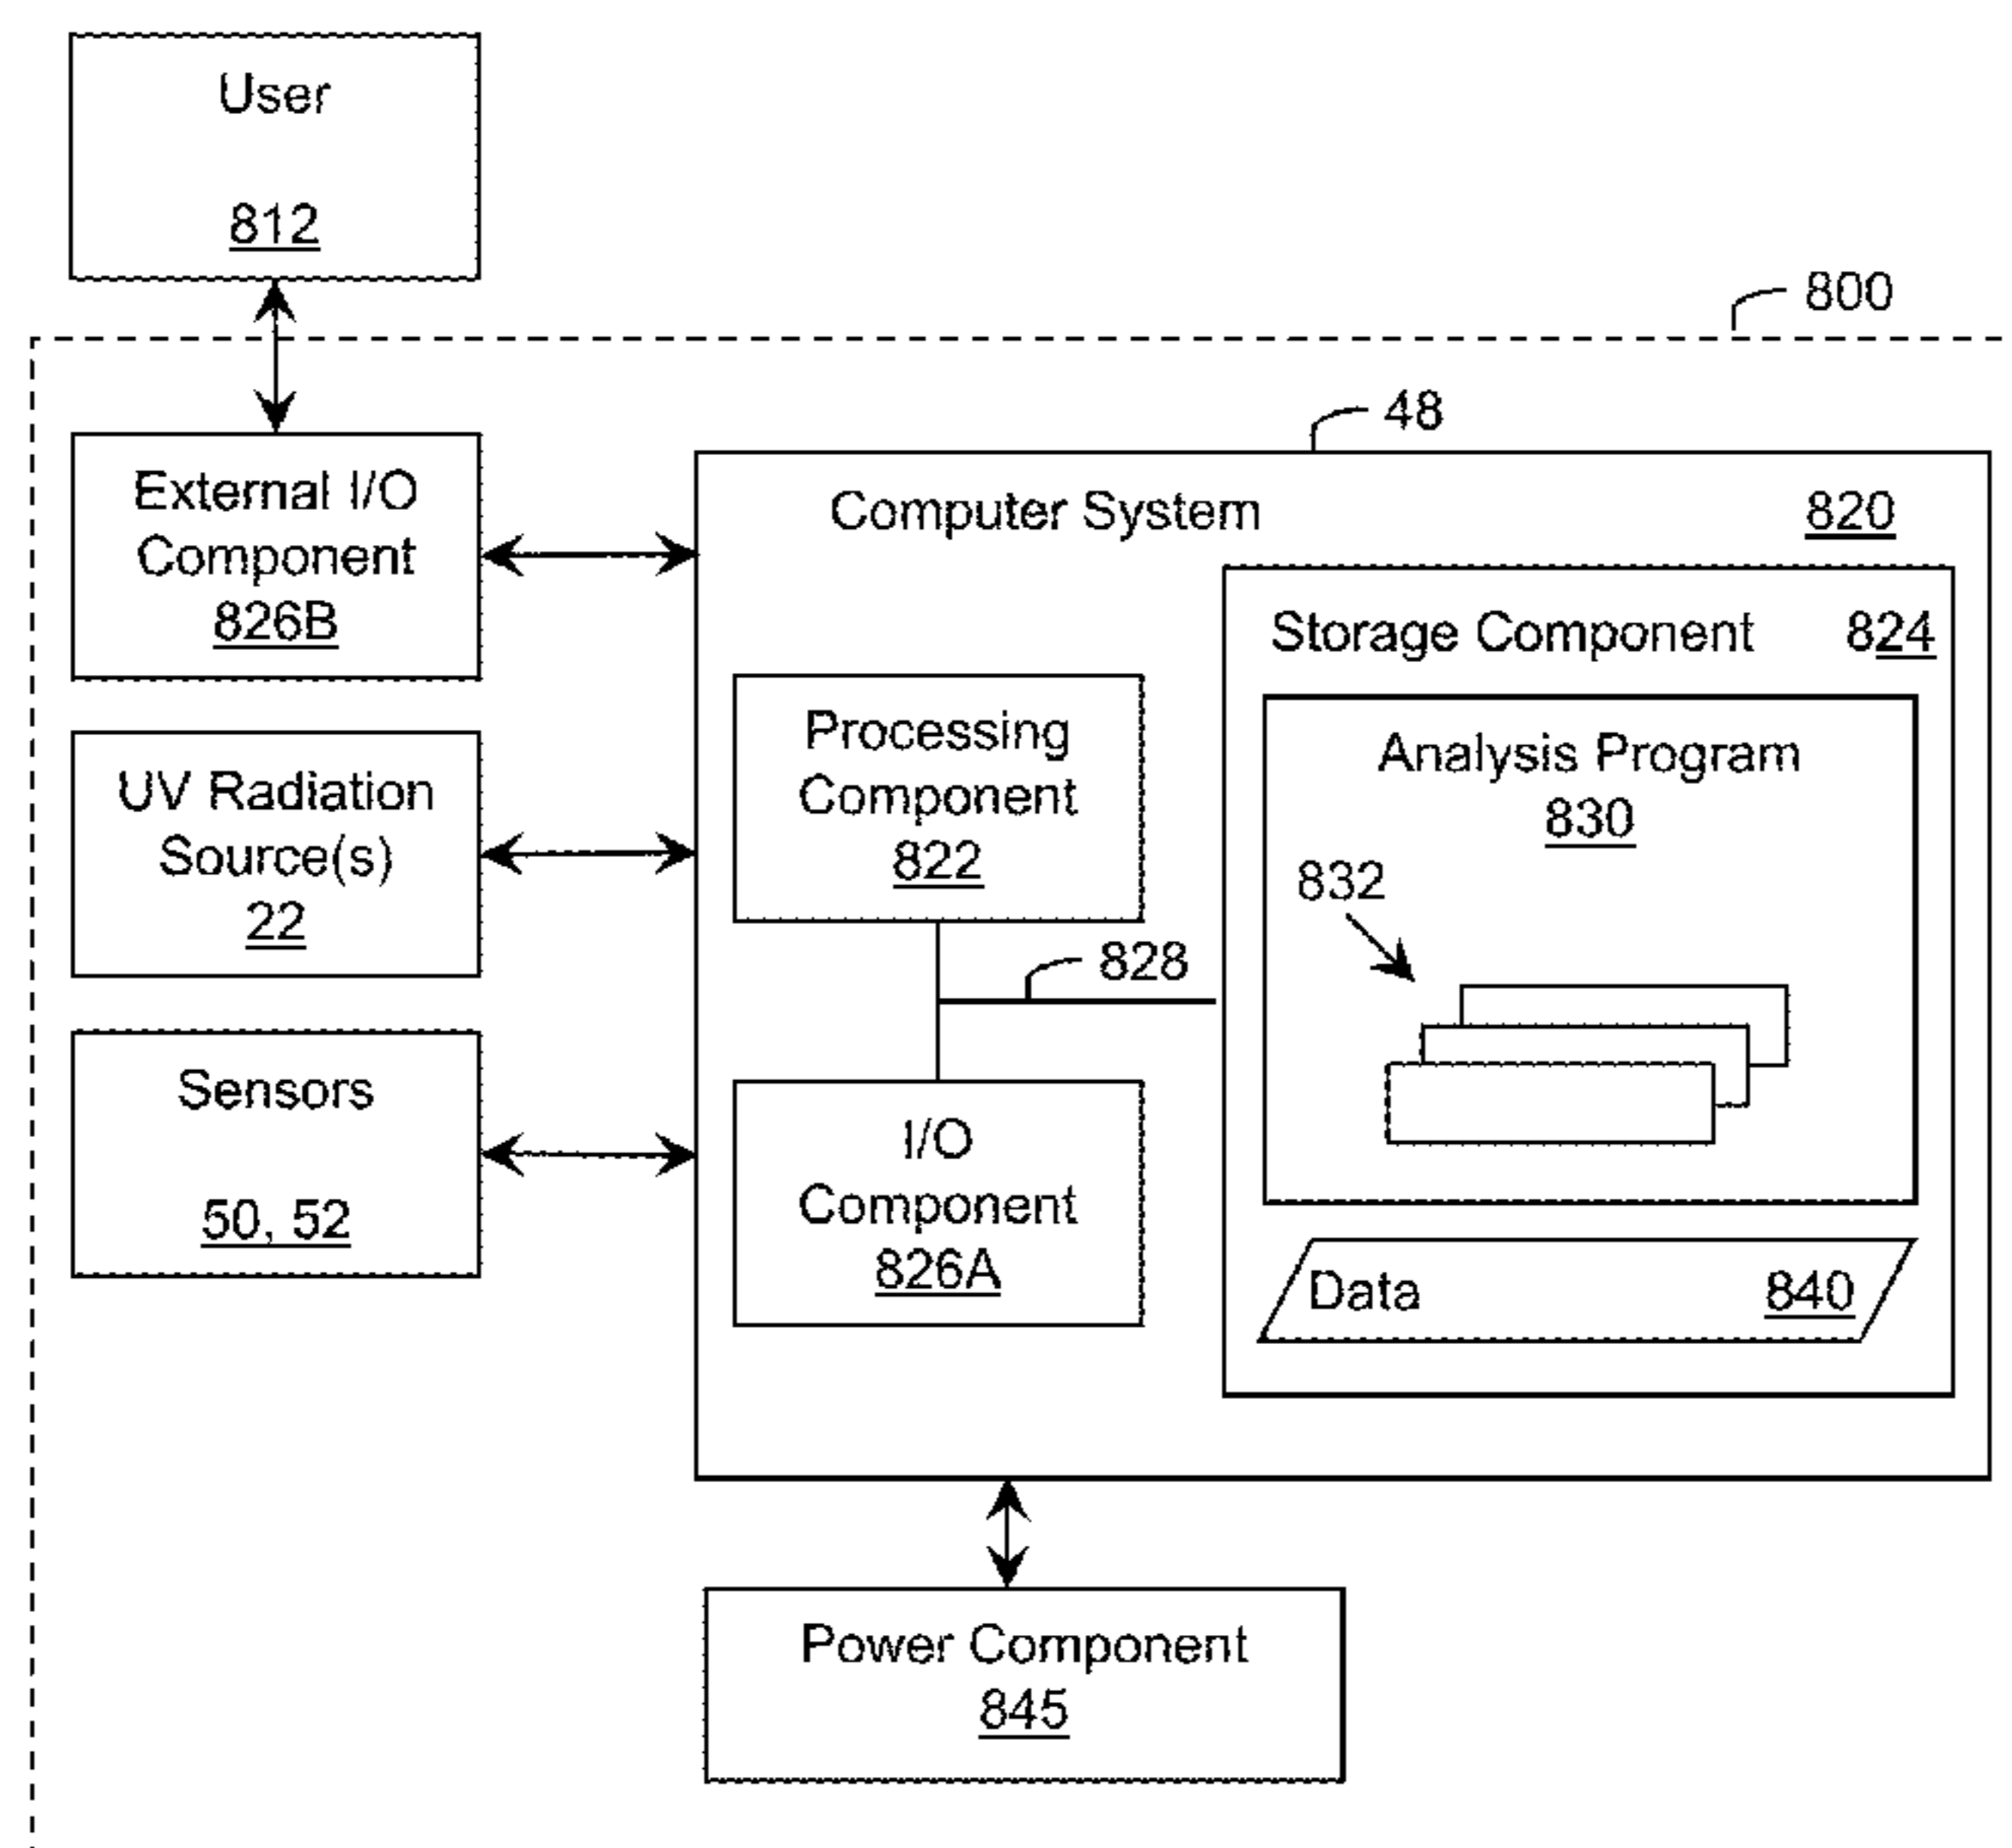 User
812
800
48
External I/O
Component
826B
Computer System 820
Storage Component 824
Processing
Component
822
Analysis Program
830
UV Radiation
Source(s)
22
832
828
Sensors
50, 52
I/O
Component
826A
Data 840
Power Component
845